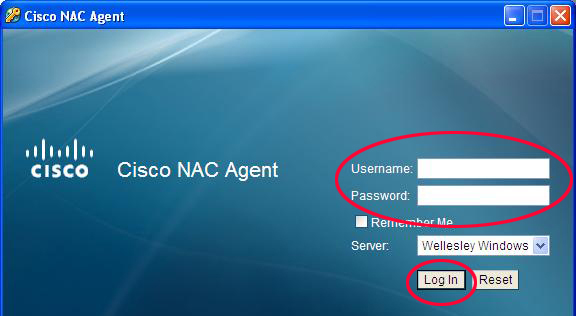 Cisco NAC Agent
CISCO
Cisco NAC Agent
Username:
Password:
Remember Me
Server: Wellesley Windows
Log In Reset